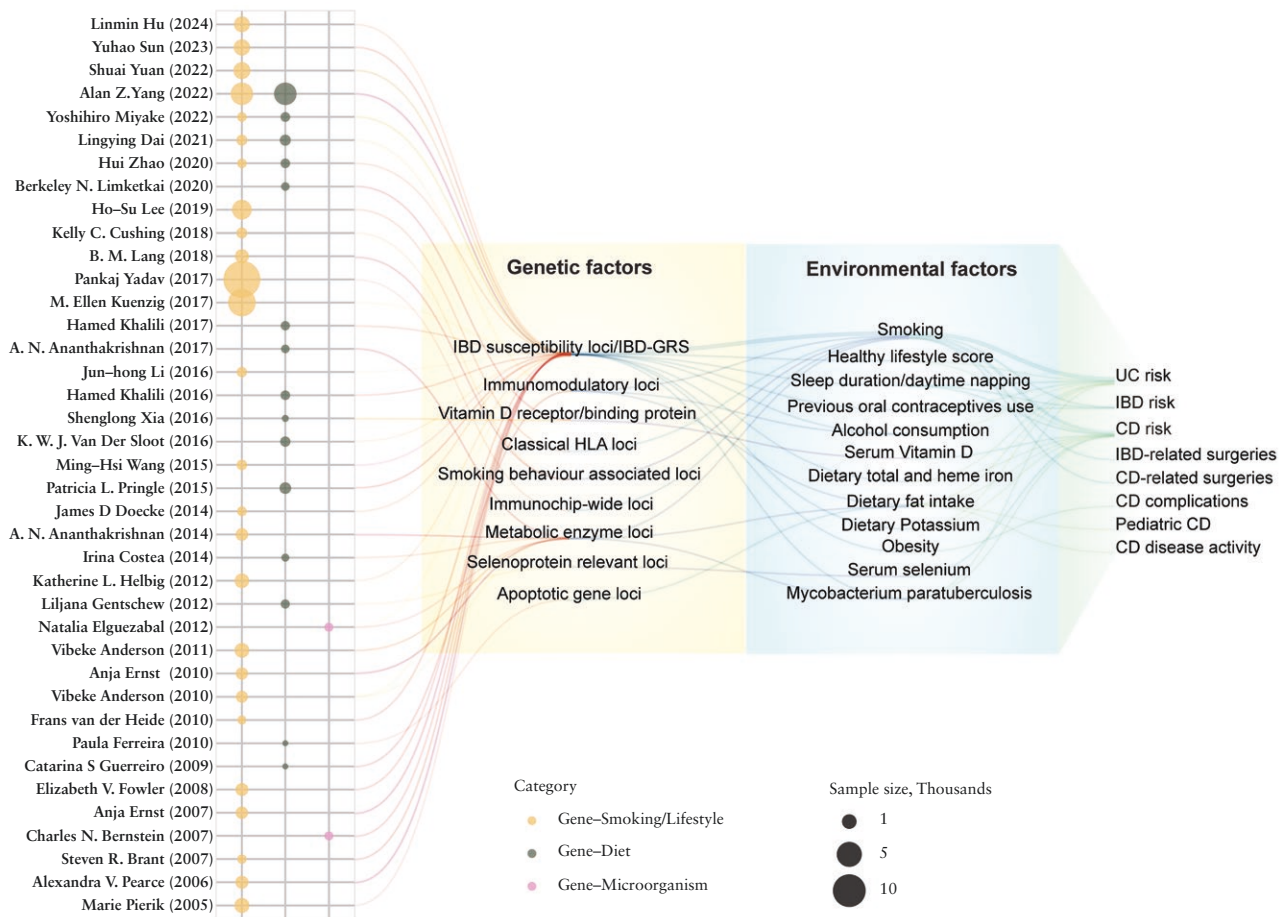 Linmin Hu (2024)
Yuhao Sun (2023)
Shuai Yuan (2022)
Alan Z.Yang (2022)
Yoshihiro Miyake (2022)
Lingying Dai (2021)
Hui Zhao (2020)
Berkeley N. Limketkai (2020)
Ho–Su Lee (2019)
Kelly C. Cushing (2018)
B. M. Lang (2018)
Pankaj Yadav (2017)
M. Ellen Kuenzig (2017)
Hamed Khalili (2017)
A. N. Ananthakrishnan (2017)
Jun–hong Li (2016)
Hamed Khalili (2016)
Shenglong Xia (2016)
K. W. J. Van Der Sloot (2016)
Ming–Hsi Wang (2015)
Patricia L. Pringle (2015)
James D Doecke (2014)
A. N. Ananthakrishnan (2014)
Irina Costea (2014)
Katherine L. Helbig (2012)
Liljana Gentschew (2012)
Natalia Elguezabal (2012)
Vibeke Anderson (2011)
Anja Ernst (2010)
Vibeke Anderson (2010)
Frans van der Heide (2010)
Paula Ferreira (2010)
Catarina S Guerreiro (2009)
Elizabeth V. Fowler (2008)
Anja Ernst (2007)
Charles N. Bernstein (2007)
Steven R. Brant (2007)
Alexandra V. Pearce (2006)
Marie Pierik (2005)
Genetic factors
IBD susceptibility loci/IBD-GRS
Immunomodulatory loci
Vitamin D receptor/binding protein
Classical HLA loci
Smoking behaviour associated loci
Immunochip-wide loci
Metabolic enzyme loci
Selenoprotein relevant loci
Apoptotic gene loci
Environmental factors
Smoking
Healthy lifestyle score
Sleep duration/daytime napping
Previous oral contraceptives use
Alcohol consumption
Serum Vitamin D
Dietary total and heme iron
Dietary fat intake
Dietary Potassium
Obesity
Serum selenium
Mycobacterium paratuberculosis
UC risk
IBD risk
CD risk
IBD-related surgeries
CD-related surgeries
CD complications
Pediatric CD
CD disease activity
Category
Gene–Smoking/Lifestyle
Gene–Diet
Gene–Microorganism
Sample size, Thousands
1
5
10